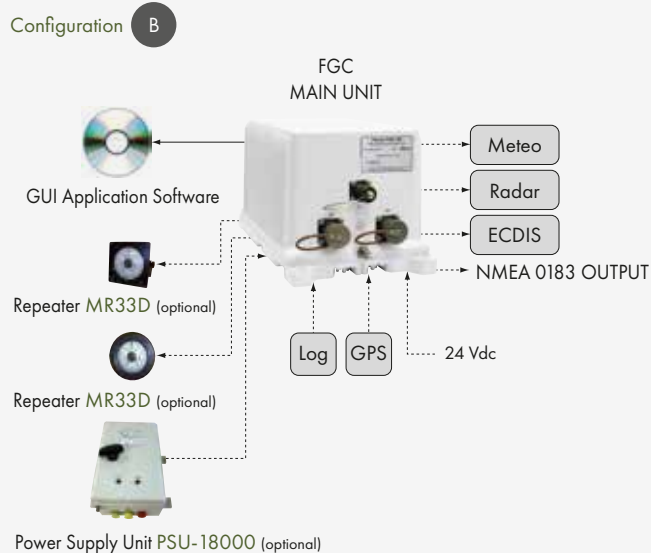 Configuration B
FGC
MAIN UNIT
GUI Application Software
Meteo
Radar
ECDIS
NMEA 0183 OUTPUT
Repeater MR33D (optional)
Log
GPS
24 Vdc
Repeater MR33D (optional)
Power Supply Unit PSU-18000 (optional)